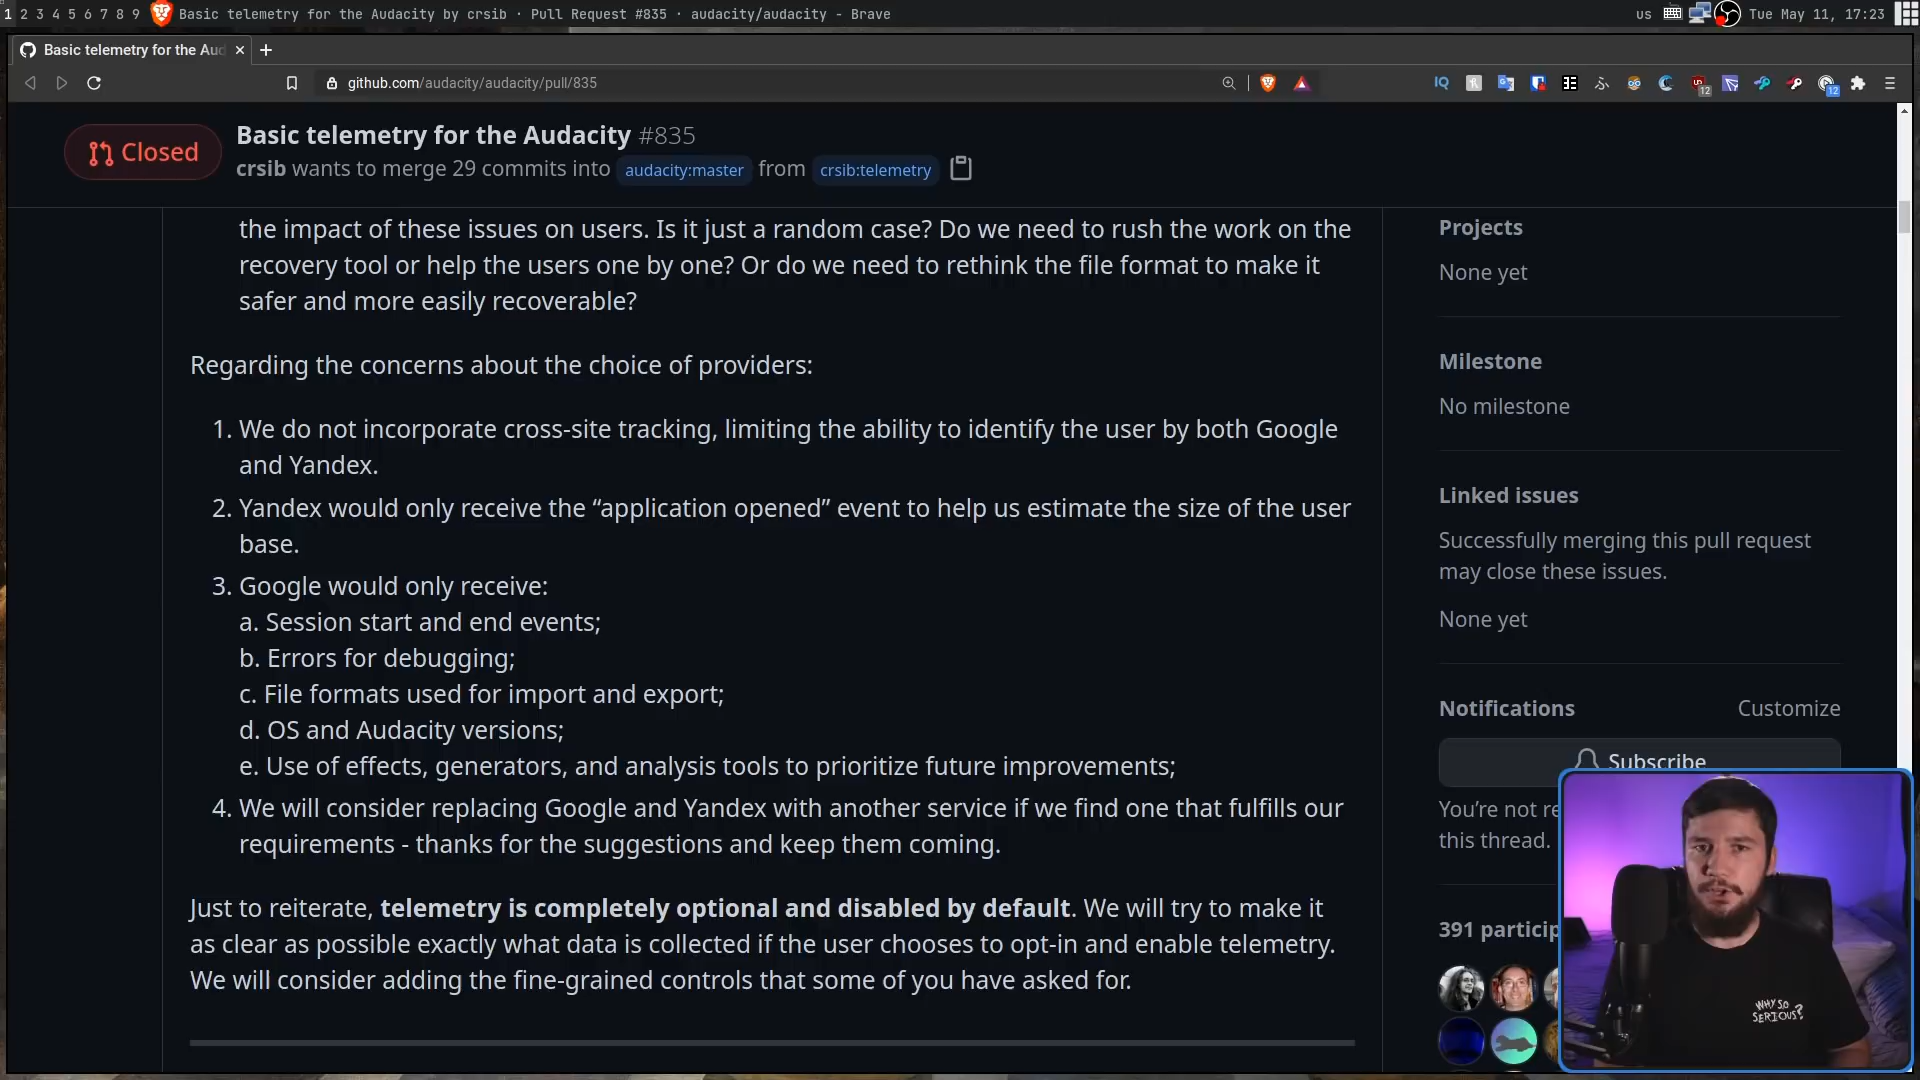 1 2 3 4 5 6 7 8 9 Basic telemetry for the Audacity by crsib · Pull Request #835 · audacity/audacity - Brave
us Tue May 11, 17:23
Basic telemetry for the Aud
github.com/audacity/audacity/pull/835
IQ
12
12
Closed
Basic telemetry for the Audacity #835
crsib wants to merge 29 commits into audacity:master from crsib:telemetry
the impact of these issues on users. Is it just a random case? Do we need to rush the work on the
recovery tool or help the users one by one? Or do we need to rethink the file format to make it
safer and more easily recoverable?
Regarding the concerns about the choice of providers:
1. We do not incorporate cross-site tracking, limiting the ability to identify the user by both Google
and Yandex.
2. Yandex would only receive the “application opened” event to help us estimate the size of the user
base.
3. Google would only receive:
a. Session start and end events;
b. Errors for debugging;
c. File formats used for import and export;
d. OS and Audacity versions;
e. Use of effects, generators, and analysis tools to prioritize future improvements;
4. We will consider replacing Google and Yandex with another service if we find one that fulfills our
requirements - thanks for the suggestions and keep them coming.
Just to reiterate, telemetry is completely optional and disabled by default. We will try to make it
as clear as possible exactly what data is collected if the user chooses to opt-in and enable telemetry.
We will consider adding the fine-grained controls that some of you have asked for.
Projects
None yet
Milestone
No milestone
Linked issues
Successfully merging this pull request
may close these issues.
None yet
Notifications Customize
Subscribe
You’re not re
this thread.
391 particip
WHY SO
SERIOUS?